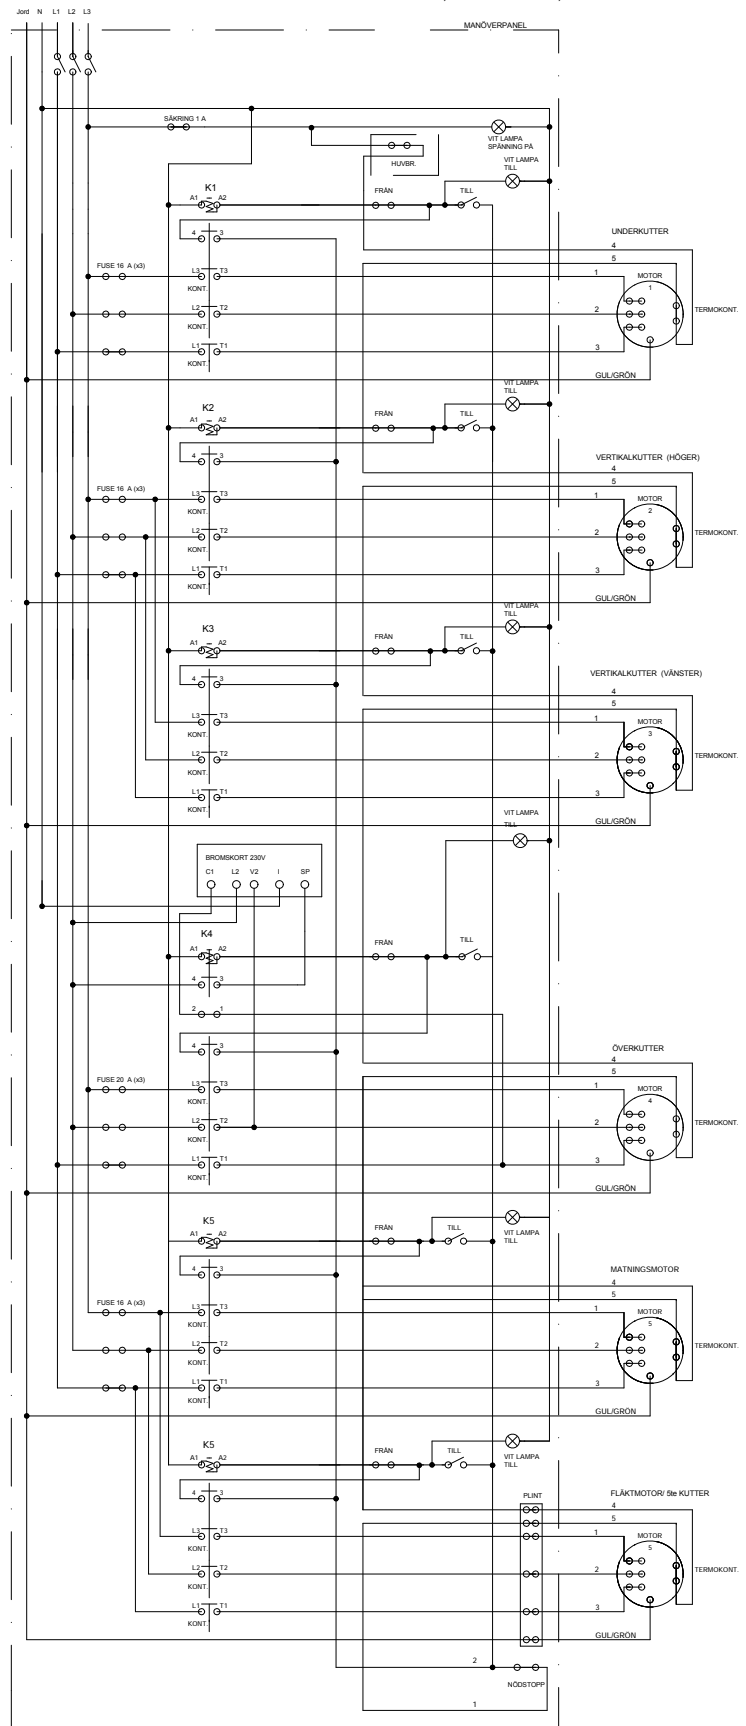 Jord N L1 L2 L3
MANÖVERPANEL
SÄKRING 1 A
VIT LAMPA
SPÄNNING PÅ
HUVBR.
VIT LAMPA
TILL
K1
A1 A2
FRÅN
TILL
4 3
UNDERKUTTER
4
5
FUSE 16 A (x3)
L3 T3
1
MOTOR
1
KONT.
L2 T2
2
TERMOKONT.
KONT.
L1 T1
3
KONT.
GUL/GRÖN
VIT LAMPA
TILL
K2
A1 A2
FRÅN
TILL
4 3
VERTIKALKUTTER (HÖGER)
4
5
FUSE 16 A (x3)
L3 T3
1
MOTOR
2
KONT.
L2 T2
2
TERMOKONT.
KONT.
L1 T1
3
KONT.
GUL/GRÖN
VIT LAMPA
TILL
K3
A1 A2
FRÅN
TILL
4 3
VERTIKALKUTTER (VÄNSTER)
4
5
L3 T3
1
MOTOR
3
KONT.
L2 T2
2
TERMOKONT.
KONT.
L1 T1
3
KONT.
GUL/GRÖN
VIT LAMPA
TILL
BROMSKORT 230V
C1 L2 V2 I SP
K4
A1 A2
FRÅN
TILL
4 3
2 1
4 3
ÖVERKUTTER
4
5
FUSE 20 A (x3)
L3 T3
1
MOTOR
4
KONT.
L2 T2
2
TERMOKONT.
KONT.
L1 T1
3
KONT.
GUL/GRÖN
K5
A1 A2
FRÅN
TILL
VIT LAMPA
TILL
4 3
MATNINGSMOTOR
4
5
FUSE 16 A (x3)
L3 T3
1
MOTOR
5
KONT.
L2 T2
2
TERMOKONT.
KONT.
L1 T1
3
KONT.
GUL/GRÖN
K5
A1 A2
FRÅN
TILL
VIT LAMPA
TILL
4 3
PLINT
FLÄKTMOTOR/ 5te KUTTER
4
5
L3 T3
1
MOTOR
5
KONT.
L2 T2
2
TERMOKONT.
KONT.
L1 T1
3
KONT.
GUL/GRÖN
2
NÖDSTOPP
1